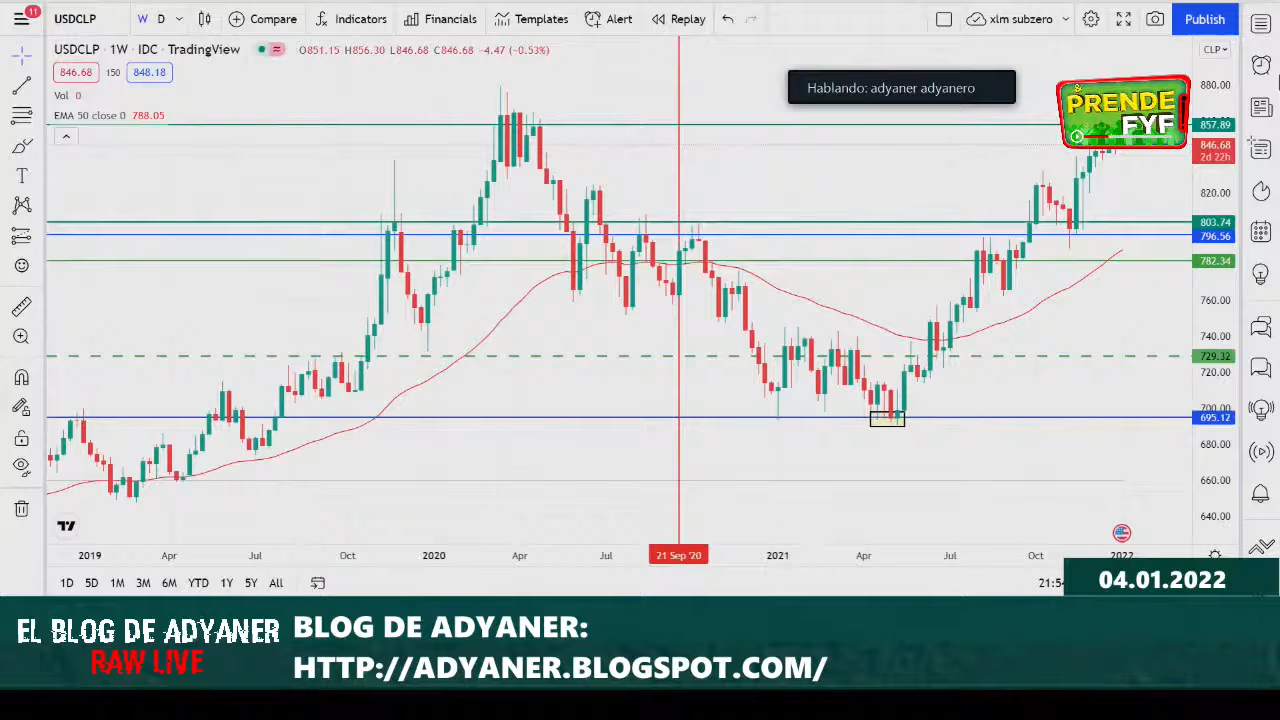 11
USDCLP
W
D
Compare
Indicators
Financials
Templates
Alert
Replay
xlm subzero
Publish
USDCLP · 1W · IDC · TradingView
O851.15 H856.30 L846.68 C846.68 −4.47 (−0.53%)
CLP
846.68
150
848.18
Vol 0
EMA 50 close 0 788.05
Hablando: adyaner adyanero
&
PRENDE
FYF
!
880.00
857.89
846.68
2d 22h
820.00
803.74
796.56
782.34
760.00
740.00
729.32
720.00
700.00
695.12
680.00
660.00
640.00
2019
Apr
Jul
Oct
2020
Apr
Jul
21 Sep '20
2021
Apr
Jul
Oct
2022
1D
5D
1M
3M
6M
YTD
1Y
5Y
All
21:54
04.01.2022
EL BLOG DE ADYANER
RAW LIVE
BLOG DE ADYANER:
HTTP://ADYANER.BLOGSPOT.COM/